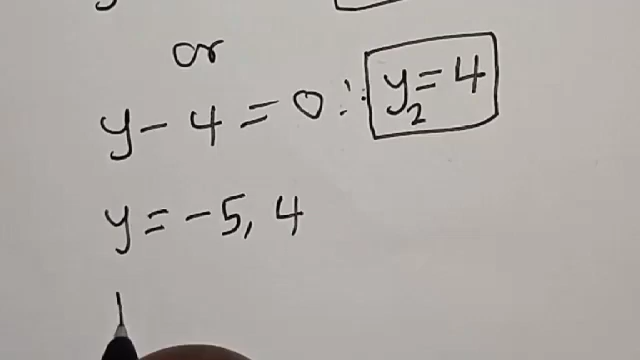 or
y - 4 = 0 ∴ y₂ = 4
y = -5, 4